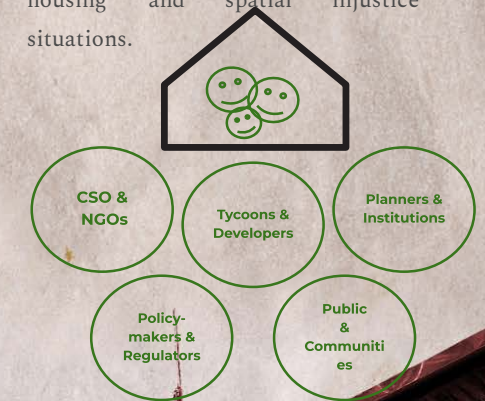 housing and spatial injustice
situations.
CSO &
NGOs
Tycoons &
Developers
Planners &
Institutions
Policy-
makers &
Regulators
Public
&
Communiti
es